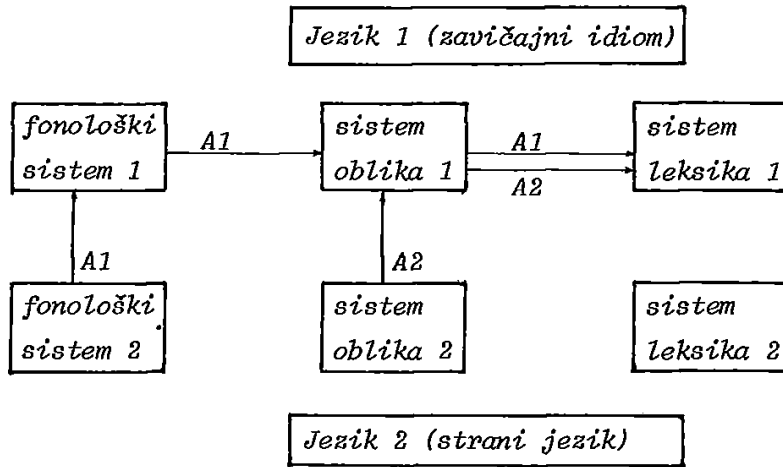 Jezik 1 (zavičajni idiom)
fonološki
sistem 1
A1
sistem
oblika 1
A1
A2
sistem
leksika 1
A1
A2
fonološki
sistem 2
sistem
oblika 2
sistem
leksika 2
Jezik 2 (strani jezik)